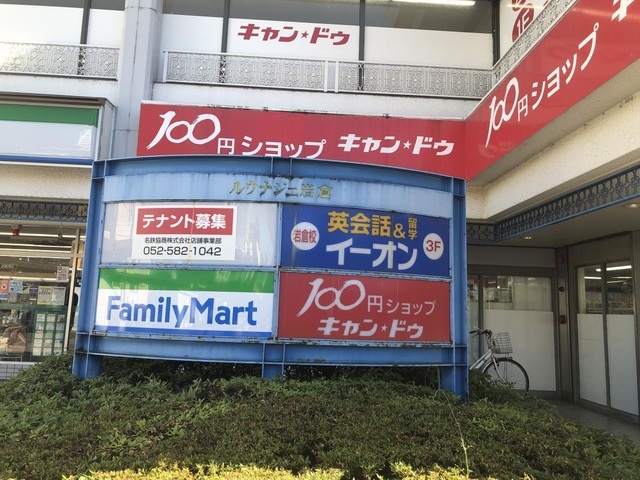 キャン★ドゥ
100円ショップ キャン★ドゥ
100円ショップ
ルウナジニ岩倉
テナント募集
名鉄協商株式会社店舗事業部
052-582-1042
岩倉校
英会話&留学
イーオン
3F
FamilyMart
100円ショップ
キャン★ドゥ